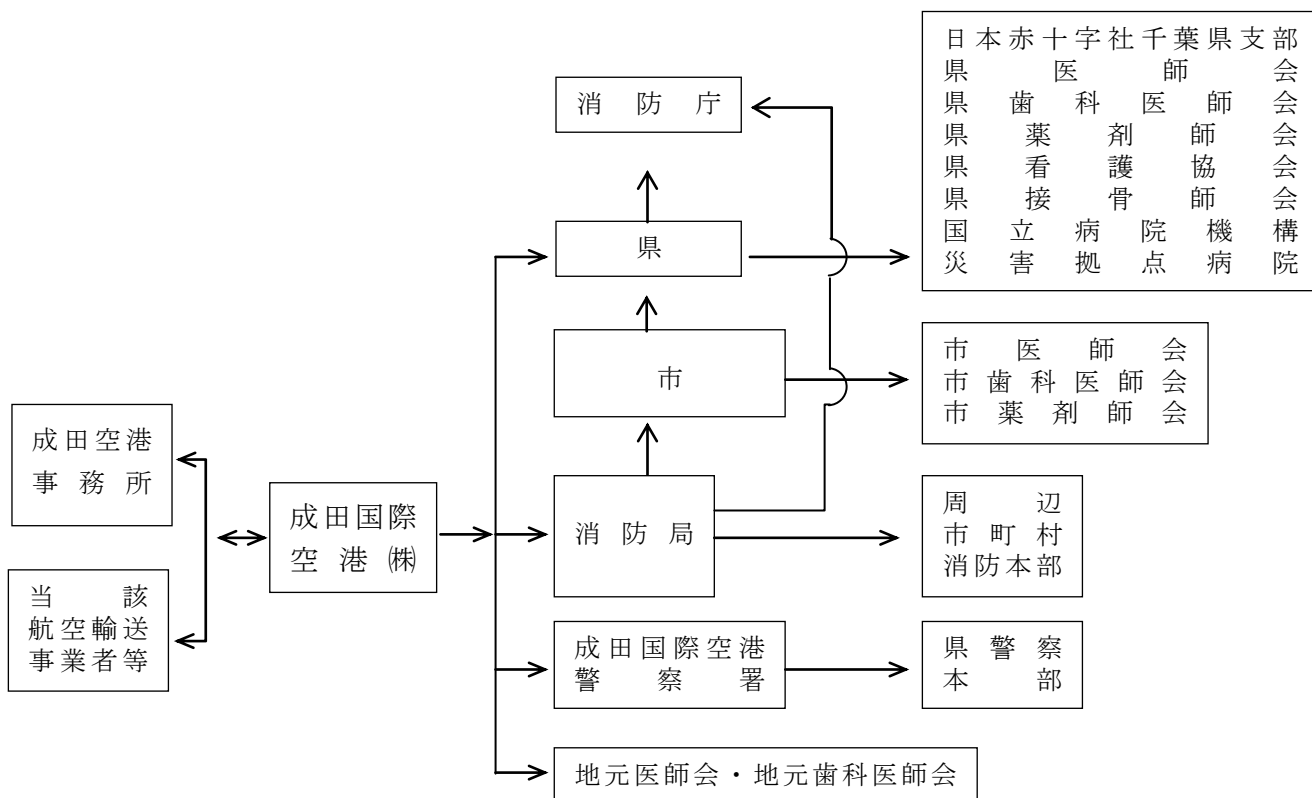 日本赤十字社千葉県支部
県医師会
県歯科医師会
県薬剤師会
県看護協会
県接骨師会
国立病院機構
災害拠点病院
消防庁
県
市
市医師会
市歯科医師会
市薬剤師会
成田空港
事務所
成田国際
空港㈱
消防局
周辺
市町村
消防本部
当該
航空輸送
事業者等
成田国際空港
警察署
県警察
本部
地元医師会・地元歯科医師会